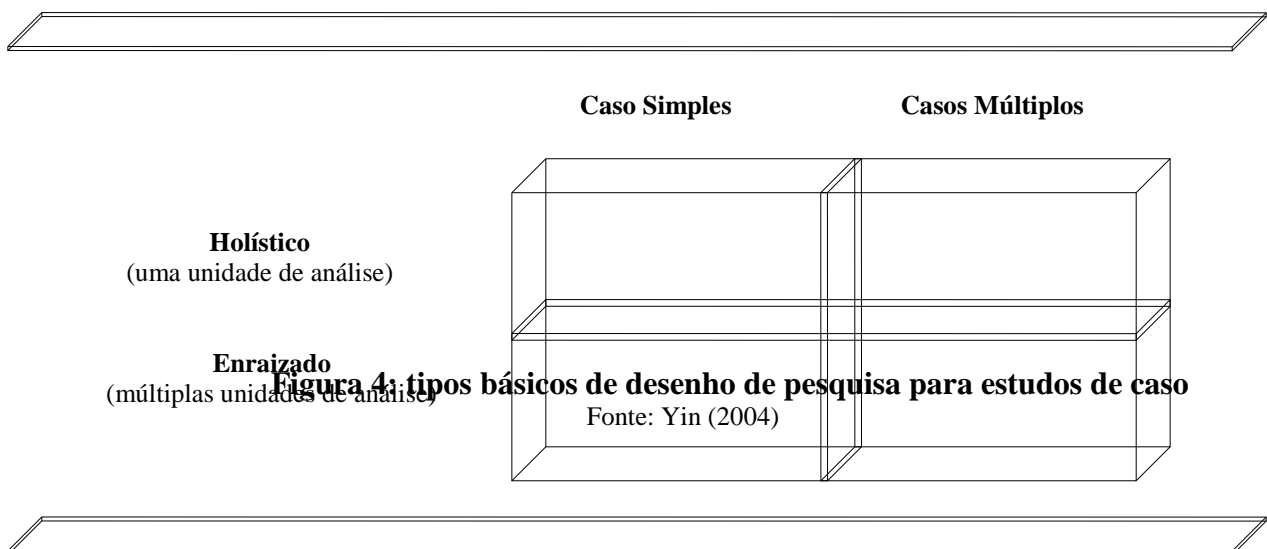 Caso Simples Casos Múltiplos
Holístico
(uma unidade de análise)
Enraizado
(múltiplas unidades de análise)
Figura 4: tipos básicos de desenho de pesquisa para estudos de caso
Fonte: Yin (2004)